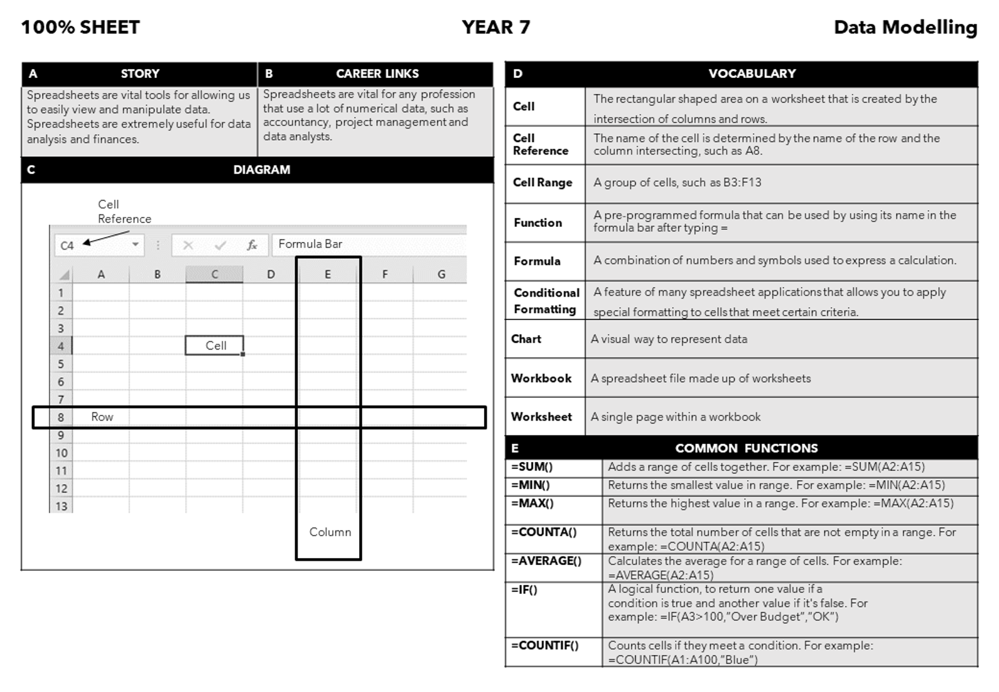 100% SHEET
YEAR 7
Data Modelling
A STORY
Spreadsheets are vital tools for allowing us
to easily view and manipulate data.
Spreadsheets are extremely useful for data
analysis and finances.
B CAREER LINKS
Spreadsheets are vital for any profession
that use a lot of numerical data, such as
accountancy, project management and
data analysts.
C DIAGRAM
Cell
Reference
C4 fx Formula Bar
A B C D E F G
1
2
3
4 Cell
5
6
7
8 Row
9
10
11
12
13
Column
D VOCABULARY
Cell
The rectangular shaped area on a worksheet that is created by the
intersection of columns and rows.
Cell
Reference
The name of the cell is determined by the name of the row and the
column intersecting, such as A8.
Cell Range
A group of cells, such as B3:F13
Function
A pre-programmed formula that can be used by using its name in the
formula bar after typing =
Formula
A combination of numbers and symbols used to express a calculation.
Conditional
Formatting
A feature of many spreadsheet applications that allows you to apply
special formatting to cells that meet certain criteria.
Chart
A visual way to represent data
Workbook
A spreadsheet file made up of worksheets
Worksheet
A single page within a workbook
E COMMON FUNCTIONS
=SUM()
Adds a range of cells together. For example: =SUM(A2:A15)
=MIN()
Returns the smallest value in range. For example: =MIN(A2:A15)
=MAX()
Returns the highest value in a range. For example: =MAX(A2:A15)
=COUNTA()
Returns the total number of cells that are not empty in a range. For
example: =COUNTA(A2:A15)
=AVERAGE()
Calculates the average for a range of cells. For example:
=AVERAGE(A2:A15)
=IF()
A logical function, to return one value if a
condition is true and another value if it's false. For
example: =IF(A3>100,"Over Budget","OK")
=COUNTIF()
Counts cells if they meet a condition. For example:
=COUNTIF(A1:A100,"Blue")